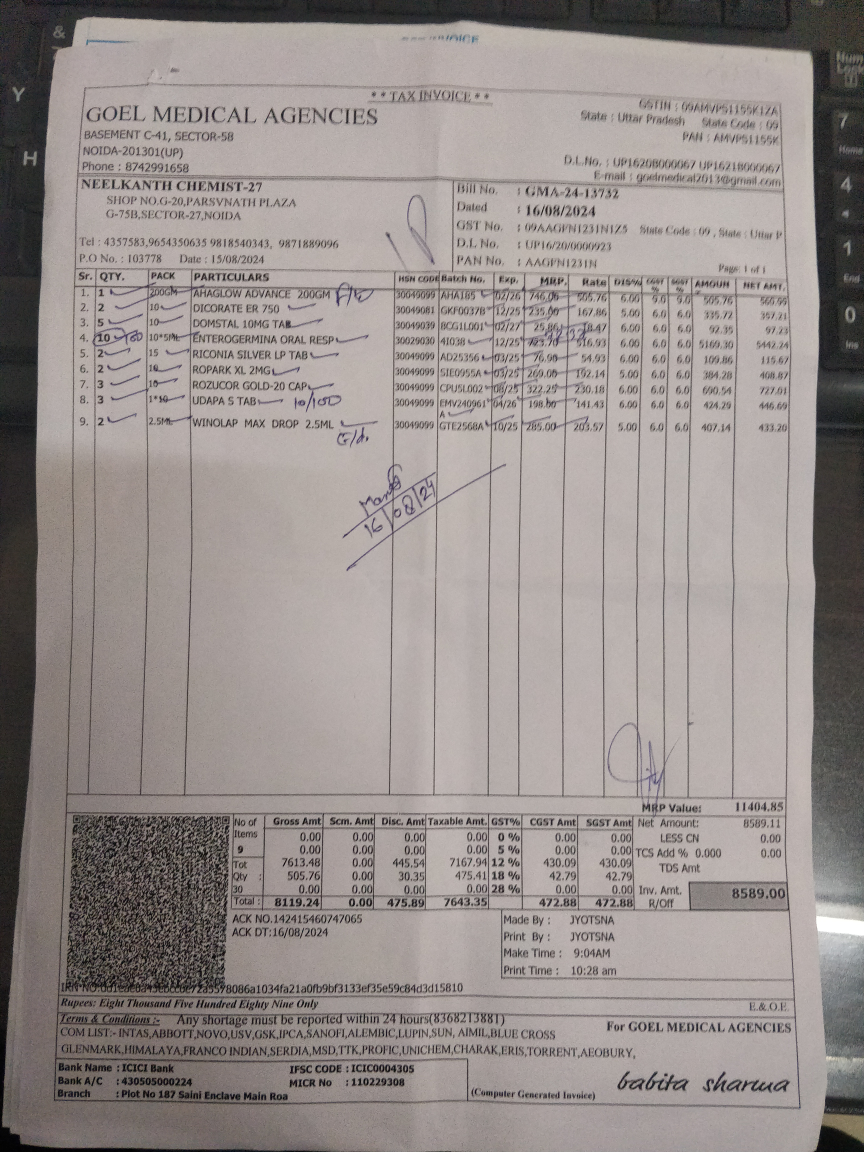 ** TAX INVOICE **
GOEL MEDICAL AGENCIES
BASEMENT C-41, SECTOR-58
NOIDA-201301(UP)
Phone : 8742991658
GSTIN : 09AMVPS1155K1ZA
State : Uttar Pradesh State Code : 09
PAN : AMVPS1155K
D.L.No. : UP1620B000067 UP1621B000067
E-mail : goelmedical2013@gmail.com
NEELKANTH CHEMIST-27
SHOP NO.G-20,PARSVNATH PLAZA
G-75B,SECTOR-27,NOIDA
Tel : 4357583,9654350635 9818540343, 9871889096
P.O No. : 103778 Date : 15/08/2024
Bill No. : GMA-24-13732
Dated : 16/08/2024
GST No. : 09AAGFN1231N1Z5 State Code : 09 , State : Uttar P
D.L No. : UP16/20/0000923
PAN No. : AAGFN1231N
Page: 1 of 1
Sr. QTY. PACK PARTICULARS HSN CODE Batch No. Exp. MRP. Rate DIS% CGST % SGST % AMOUN NET AMT.
1. 1 200GM AHAGLOW ADVANCE 200GM 30049099 AHA185 02/26 746.00 505.76 6.00 9.0 9.0 505.76
2. 2 10 DICORATE ER 750 30049081 GKF0037B 12/25 235.00 167.86 5.00 6.0 6.0 335.72 357.21
3. 5 10 DOMSTAL 10MG TAB 30049039 12/27 18.47 6.00 6.0 6.0 92.35 97.23
4. 10 10*5ML ENTEROGERMINA ORAL RESP 30029030 41038 12/25 516.93 6.00 6.0 6.0 5169.30 5442.24
5. 2 15 RICONIA SILVER LP TAB 30049099 AD25356 03/25 76.90 54.93 6.00 6.0 6.0 109.86 115.67
6. 2 10 ROPARK XL 2MG 30049099 SIE0955A 03/25 269.00 192.14 5.00 6.0 6.0 384.28 408.87
7. 3 10 ROZUCOR GOLD-20 CAP 30049099 CPU5L002 08/25 322.25 230.18 6.00 6.0 6.0 690.54 727.01
8. 3 1*10 UDAPA S TAB 10/100 30049099 EMV240961 04/26 198.00 141.43 6.00 6.0 6.0 424.29 446.69
A
9. 2 2.5ML WINOLAP MAX DROP 2.5ML 30049099 GTE2568A 10/25 285.00 203.57 5.00 6.0 6.0 407.14 433.20
16/08/24
MRP Value: 11404.85
No of Items 9 Gross Amt Scm. Amt Disc. Amt Taxable Amt. GST% CGST Amt SGST Amt
0.00 0.00 0.00 0.00 0 % 0.00 0.00
0.00 0.00 0.00 0.00 5 % 0.00 0.00
Tot 7613.48 0.00 445.54 7167.94 12 % 430.09 430.09
Qty : 505.76 0.00 30.35 475.41 18 % 42.79 42.79
30 0.00 0.00 0.00 0.00 28 % 0.00 0.00
Total : 8119.24 0.00 475.89 7643.35 472.88 472.88
Net Amount: 8589.11
LESS CN 0.00
TCS Add % 0.000 0.00
TDS Amt
Inv. Amt. 8589.00
R/Off
ACK NO.142415460747065
ACK DT:16/08/2024
Made By : JYOTSNA
Print By : JYOTSNA
Make Time : 9:04AM
Print Time : 10:28 am
Rupees: Eight Thousand Five Hundred Eighty Nine Only
E.& O.E.
Terms & Conditions :- Any shortage must be reported within 24 hours(8368213881)
COM LIST:- INTAS,ABBOTT,NOVO,USV,GSK,IPCA,SANOFI,ALEMBIC,LUPIN,SUN, AIMIL,BLUE CROSS
GLENMARK,HIMALAYA,FRANCO INDIAN,SERDIA,MSD,TTK,PROFIC,UNICHEM,CHARAK,ERIS,TORRENT,AEOBURY,
For GOEL MEDICAL AGENCIES
Bank Name : ICICI Bank IFSC CODE : ICIC0004305
Bank A/C : 430505000224 MICR No : 110229308
Branch : Plot No 187 Saini Enclave Main Roa
(Computer Generated Invoice)
babita sharma